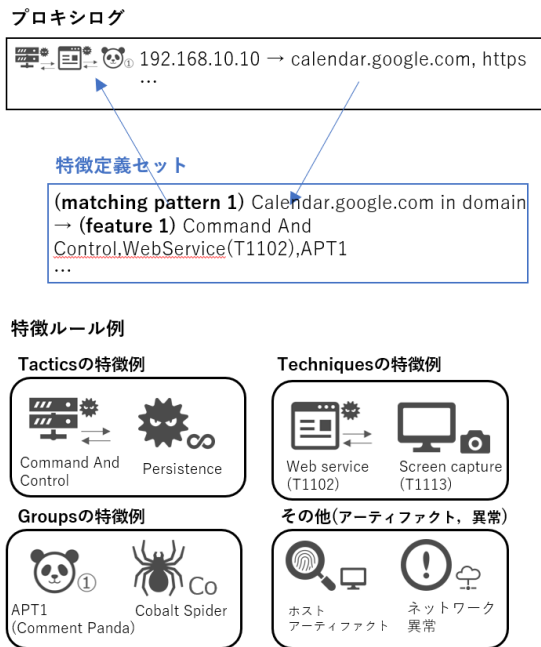 プロキシログ
① 192.168.10.10 → calendar.google.com, https
…
特徴定義セット
(matching pattern 1) Calendar.google.com in domain
→ (feature 1) Command And
Control,WebService(T1102),APT1
…
特徴ルール例
Tacticsの特徴例
Techniquesの特徴例
Command And
Control
Persistence
Web service
(T1102)
Screen capture
(T1113)
Groupsの特徴例
その他(アーティファクト，異常)
①
Co
APT1
(Comment Panda)
Cobalt Spider
ホスト
アーティファクト
ネットワーク
異常